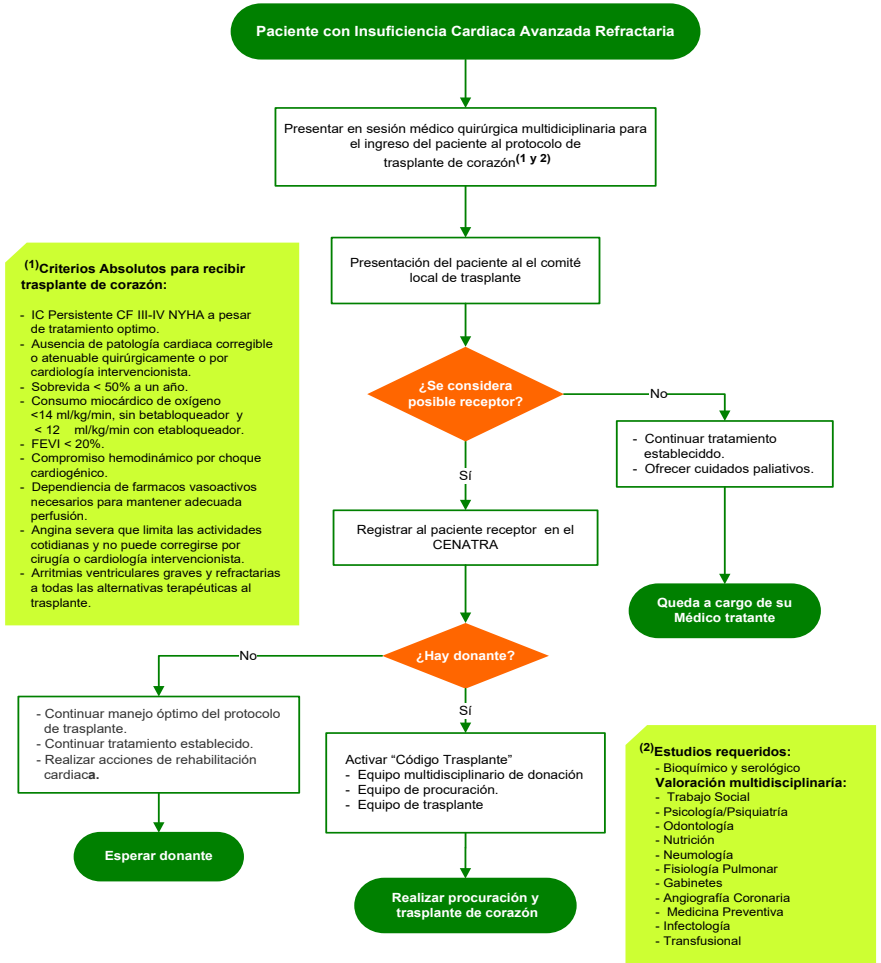 Paciente con Insuficiencia Cardiaca Avanzada Refractaria
Presentar en sesión médico quirúrgica multidiciplinaria para
el ingreso del paciente al protocolo de
trasplante de corazón(1 y 2)
Presentación del paciente al el comité
local de trasplante
(1)Criterios Absolutos para recibir
trasplante de corazón:
- IC Persistente CF III-IV NYHA a pesar
de tratamiento optimo.
- Ausencia de patología cardiaca corregible
o atenuable quirúrgicamente o por
cardiología intervencionista.
- Sobrevida < 50% a un año.
- Consumo miocárdico de oxígeno
<14 ml/kg/min, sin betabloqueador y
< 12 ml/kg/min con etabloqueador.
- FEVI < 20%.
- Compromiso hemodinámico por choque
cardiogénico.
- Dependiencia de farmacos vasoactivos
necesarios para mantener adecuada
perfusión.
- Angina severa que limita las actividades
cotidianas y no puede corregirse por
cirugía o cardiología intervencionista.
- Arritmias ventriculares graves y refractarias
a todas las alternativas terapéuticas al
trasplante.
¿Se considera
posible receptor?
No
- Continuar tratamiento
estableciddo.
- Ofrecer cuidados paliativos.
Queda a cargo de su
Médico tratante
Sí
Registrar al paciente receptor en el
CENATRA
¿Hay donante?
No
- Continuar manejo óptimo del protocolo
de trasplante.
- Continuar tratamiento establecido.
- Realizar acciones de rehabilitación
cardiaca.
Esperar donante
Sí
Activar “Código Trasplante”
- Equipo multidisciplinario de donación
- Equipo de procuración.
- Equipo de trasplante
Realizar procuración y
trasplante de corazón
(2)Estudios requeridos:
- Bioquímico y serológico
Valoración multidisciplinaría:
- Trabajo Social
- Psicología/Psiquiatría
- Odontología
- Nutrición
- Neumología
- Fisiología Pulmonar
- Gabinetes
- Angiografía Coronaria
- Medicina Preventiva
- Infectología
- Transfusional